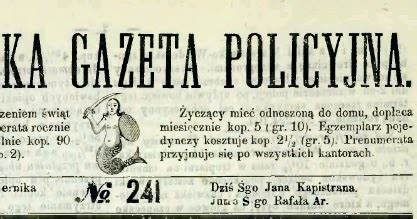 KA GAZETA POLICYJNA.
zeniem świąt
erata rocznie
lnie kop. 90
p. 2).
Życzący mieć odnoszoną do domu, dopłaca
miesięcznie kop. 5 (gr. 10). Egzemplarz poje-
dynczy kosztuje kop. 2½ (gr. 5). Prenumerata
przyjmuje się po wszystkich kantorach.
ernika
№ 241
Dziś Sgo Jana Kapistrana.
Jutro S-go Rafała Ar.